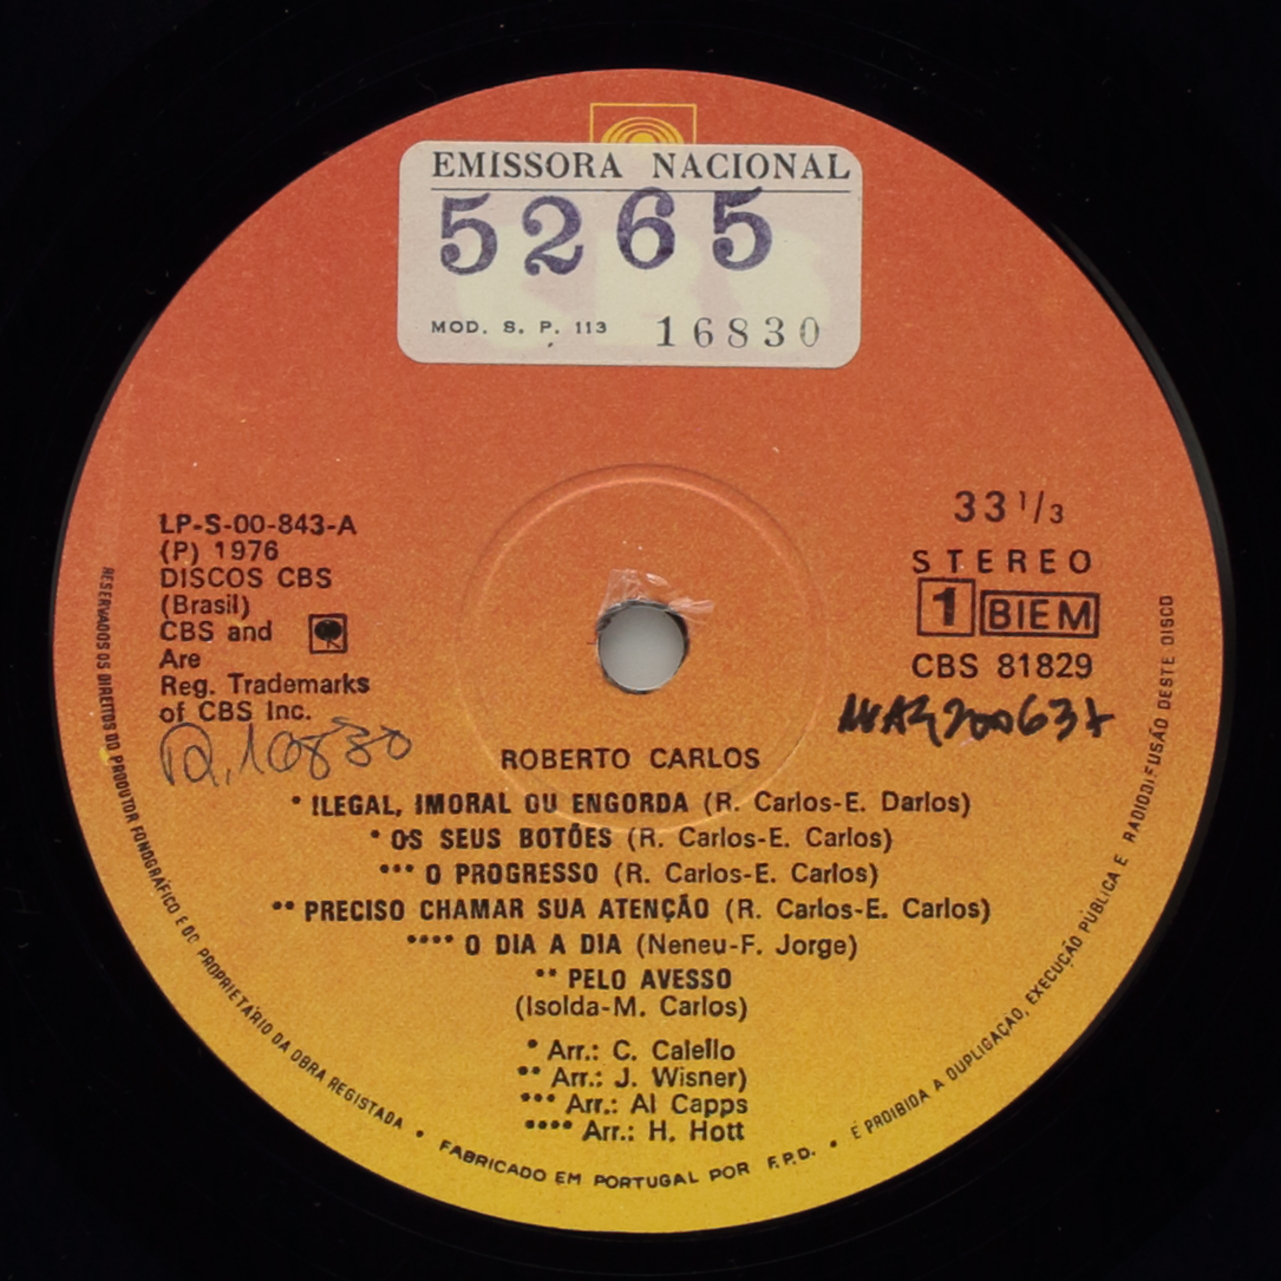 EMISSORA NACIONAL
5265
MOD. S. P. 113 16830
LP-S-00-843-A
(P) 1976
DISCOS CBS
(Brasil)
CBS and
Are
Reg. Trademarks
of CBS Inc.
33 1/3
STEREO
1 BIEM
CBS 81829
ROBERTO CARLOS
* ILEGAL, IMORAL OU ENGORDA (R. Carlos-E. Darlos)
* OS SEUS BOTÕES (R. Carlos-E. Carlos)
*** O PROGRESSO (R. Carlos-E. Carlos)
** PRECISO CHAMAR SUA ATENÇÃO (R. Carlos-E. Carlos)
**** O DIA A DIA (Neneu-F. Jorge)
** PELO AVESSO
(Isolda-M. Carlos)
* Arr.: C. Calello
** Arr.: J. Wisner)
*** Arr.: Al Capps
**** Arr.: H. Hott
RESERVADOS OS DIREITOS DO PRODUTOR FONOGRÁFICO E DO PROPRIETÁRIO DA OBRA REGISTADA • FABRICADO EM PORTUGAL POR F.P.D. • É PROIBIDA A DUPLIGAÇÃO, EXECUÇÃO PÚBLICA E RADIODIFUSÃO DESTE DISCO